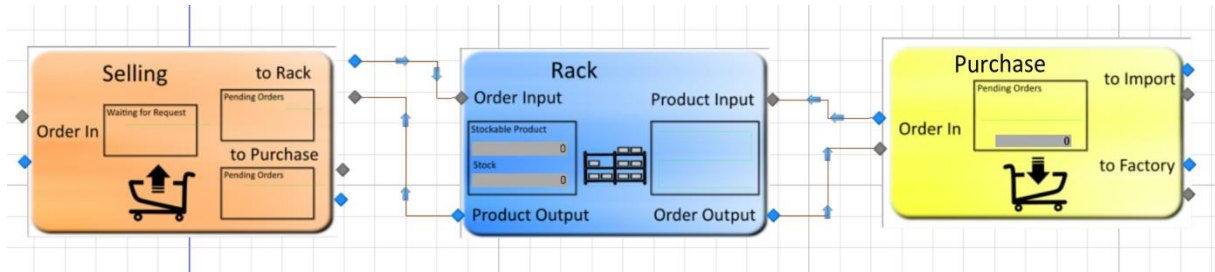 Selling
to Rack
Pending Orders
Waiting for Request
Order In
to Purchase
Pending Orders
Rack
Order Input
Product Input
Stockable Product
0
Stock
0
Product Output
Order Output
Purchase
to Import
Pending Orders
Order In
0
to Factory